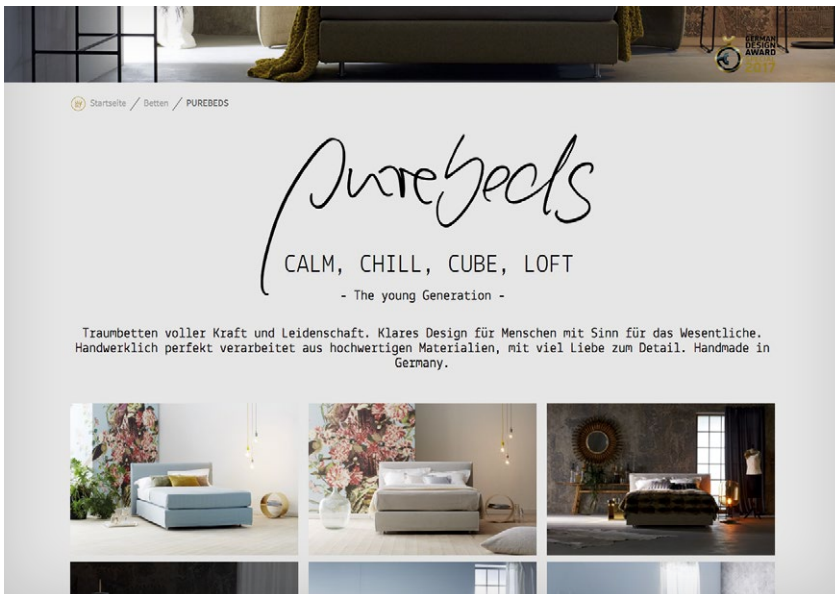 GERMAN
DESIGN
AWARD
2017
Startseite / Betten / PUREBEDS
purebeds
CALM, CHILL, CUBE, LOFT
- The young Generation -
Traumbetten voller Kraft und Leidenschaft. Klares Design für Menschen mit Sinn für das Wesentliche.
Handwerklich perfekt verarbeitet aus hochwertigen Materialien, mit viel Liebe zum Detail. Handmade in
Germany.